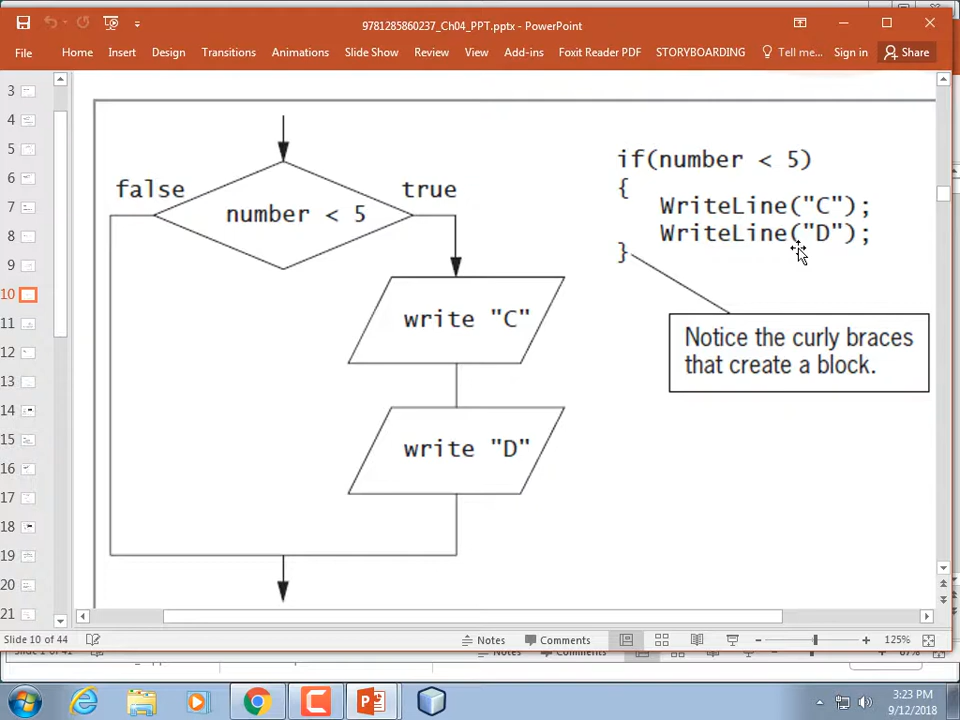 9781285860237_Ch04_PPT.pptx - PowerPoint
File Home Insert Design Transitions Animations Slide Show Review View Add-ins Foxit Reader PDF STORYBOARDING Tell me... Sign in Share
3
4
5
6
7
8
9
10
11
12
13
14
15
16
17
18
19
20
21
false
true
number < 5
write "C"
write "D"
if(number < 5)
{
WriteLine("C");
WriteLine("D");
}
Notice the curly braces
that create a block.
Slide 10 of 44
Notes
Comments
125%
3:23 PM
9/12/2018